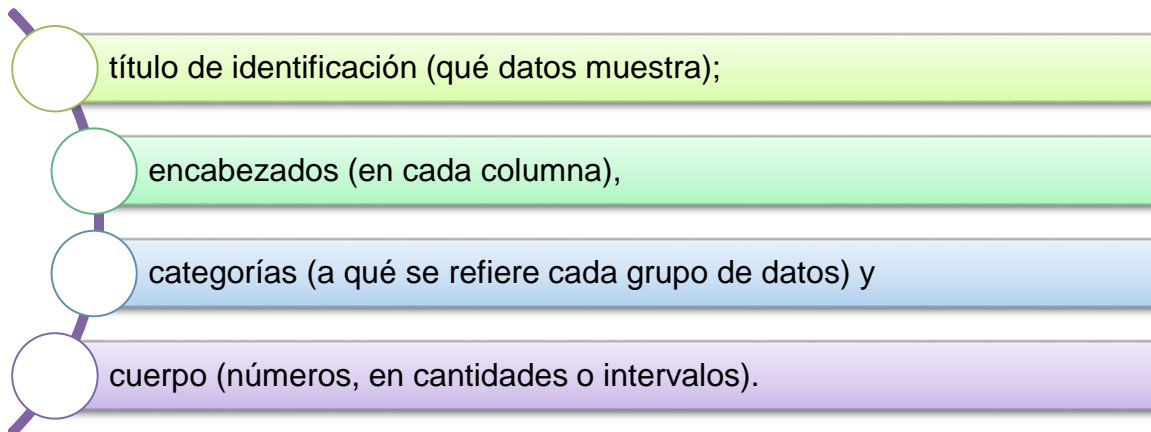 título de identificación (qué datos muestra);
encabezados (en cada columna),
categorías (a qué se refiere cada grupo de datos) y
cuerpo (números, en cantidades o intervalos).